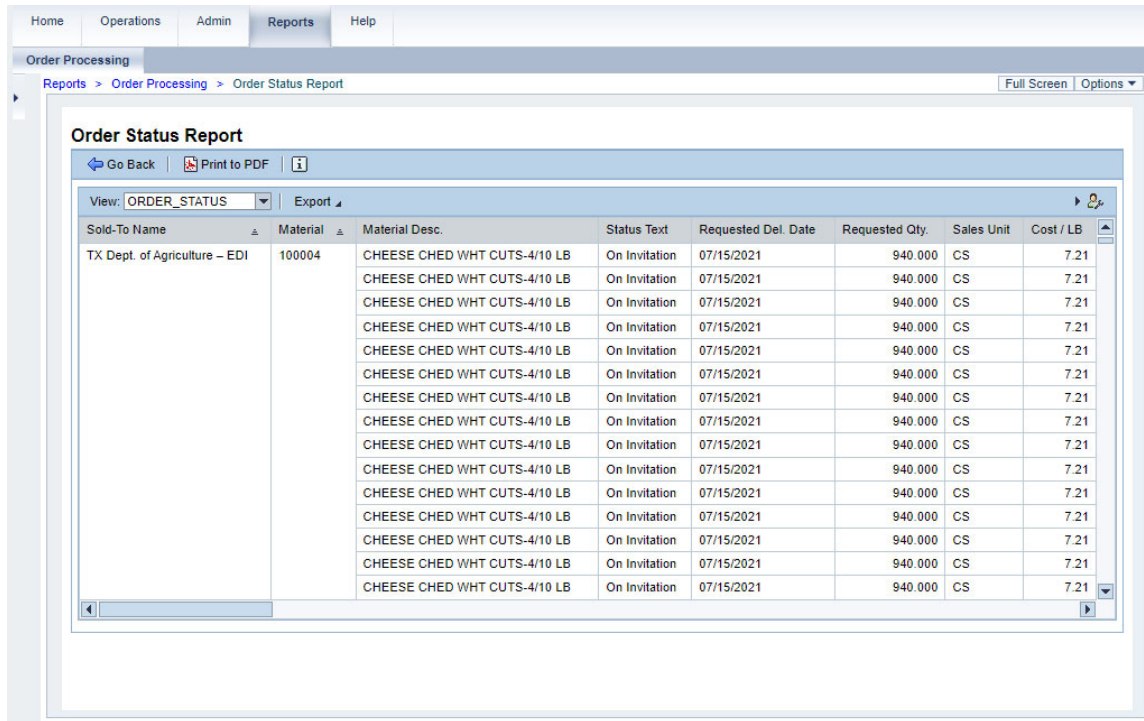 Home Operations Admin Reports Help
Order Processing
Reports > Order Processing > Order Status Report Full Screen Options
Order Status Report
Go Back Print to PDF i
View: ORDER_STATUS Export
Sold-To Name Material Material Desc. Status Text Requested Del. Date Requested Qty. Sales Unit Cost / LB
TX Dept. of Agriculture – EDI 100004 CHEESE CHED WHT CUTS-4/10 LB On Invitation 07/15/2021 940.000 CS 7.21
CHEESE CHED WHT CUTS-4/10 LB On Invitation 07/15/2021 940.000 CS 7.21
CHEESE CHED WHT CUTS-4/10 LB On Invitation 07/15/2021 940.000 CS 7.21
CHEESE CHED WHT CUTS-4/10 LB On Invitation 07/15/2021 940.000 CS 7.21
CHEESE CHED WHT CUTS-4/10 LB On Invitation 07/15/2021 940.000 CS 7.21
CHEESE CHED WHT CUTS-4/10 LB On Invitation 07/15/2021 940.000 CS 7.21
CHEESE CHED WHT CUTS-4/10 LB On Invitation 07/15/2021 940.000 CS 7.21
CHEESE CHED WHT CUTS-4/10 LB On Invitation 07/15/2021 940.000 CS 7.21
CHEESE CHED WHT CUTS-4/10 LB On Invitation 07/15/2021 940.000 CS 7.21
CHEESE CHED WHT CUTS-4/10 LB On Invitation 07/15/2021 940.000 CS 7.21
CHEESE CHED WHT CUTS-4/10 LB On Invitation 07/15/2021 940.000 CS 7.21
CHEESE CHED WHT CUTS-4/10 LB On Invitation 07/15/2021 940.000 CS 7.21
CHEESE CHED WHT CUTS-4/10 LB On Invitation 07/15/2021 940.000 CS 7.21
CHEESE CHED WHT CUTS-4/10 LB On Invitation 07/15/2021 940.000 CS 7.21
CHEESE CHED WHT CUTS-4/10 LB On Invitation 07/15/2021 940.000 CS 7.21